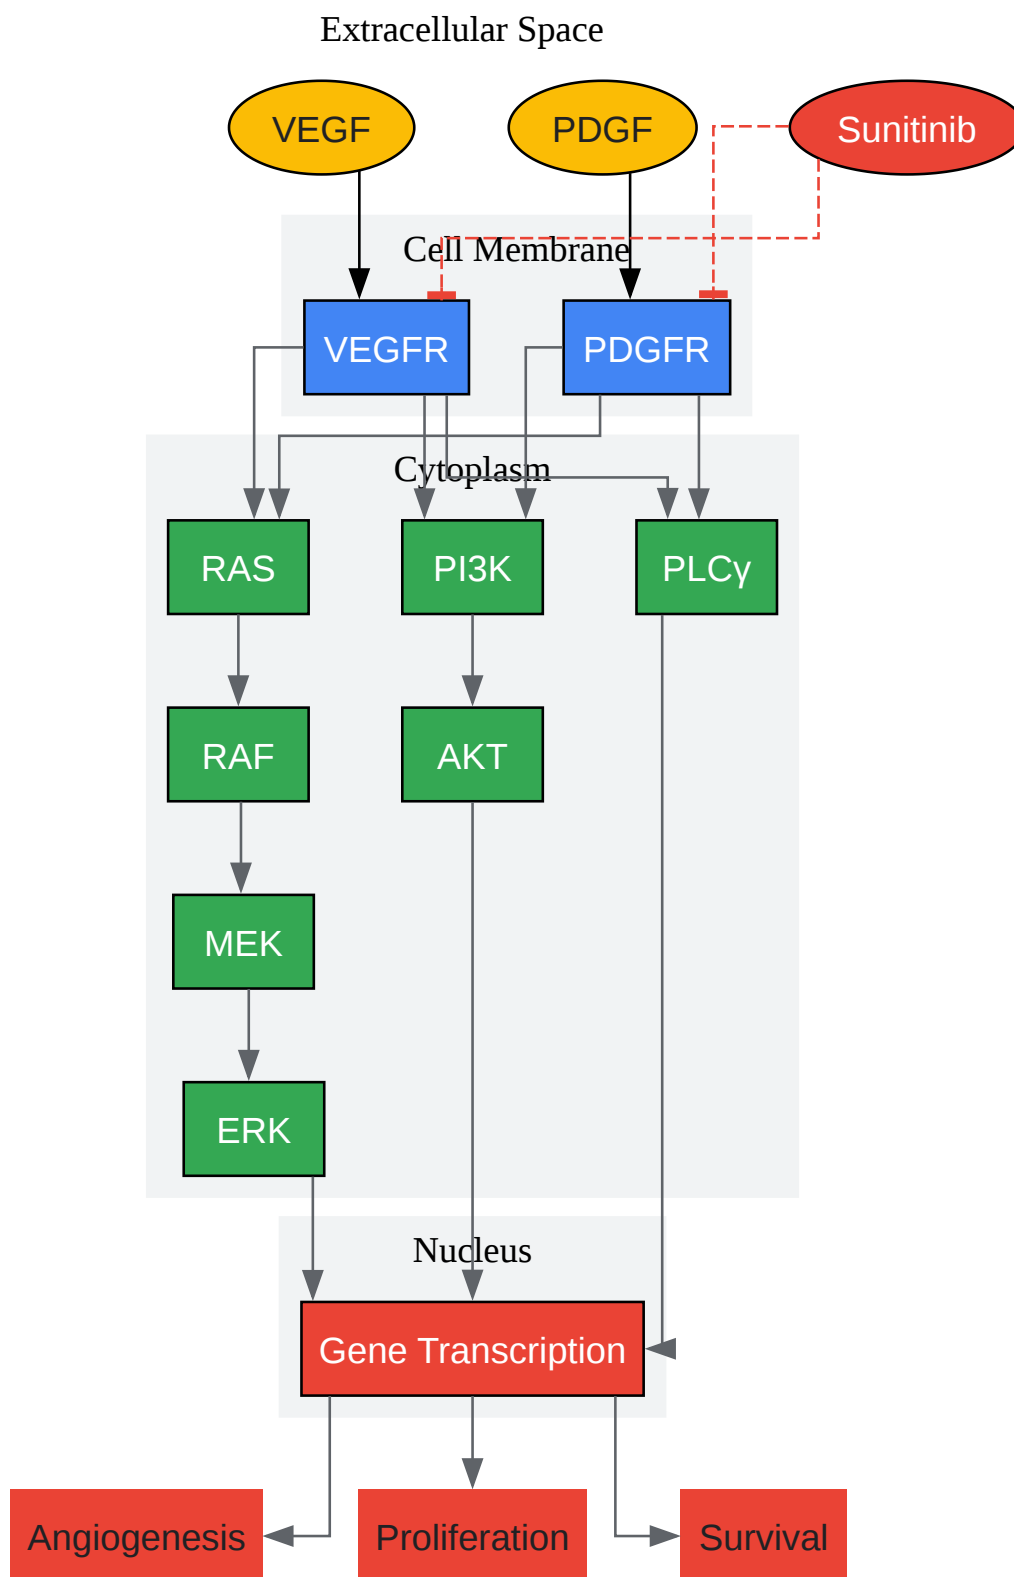 Extracellular Space
VEGF
PDGF
Sunitinib
Cell Membrane
VEGFR
PDGFR
Cytoplasm
RAS
PI3K
PLCγ
RAF
AKT
MEK
ERK
Nucleus
Gene Transcription
Angiogenesis
Proliferation
Survival